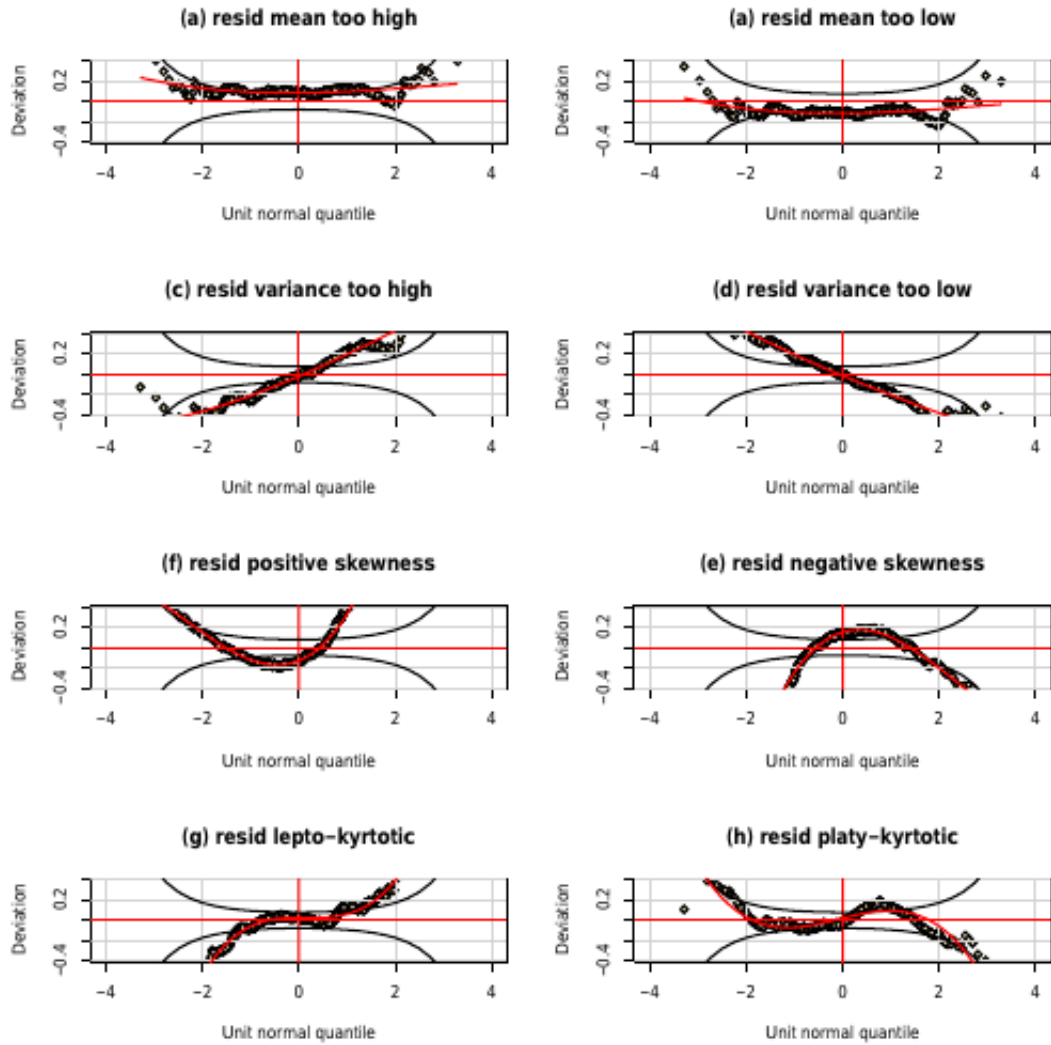 (a) resid mean too high
Deviation
0.2
-0.4
-4 -2 0 2 4
Unit normal quantile
(a) resid mean too low
Deviation
0.2
-0.4
-4 -2 0 2 4
Unit normal quantile
(c) resid variance too high
Deviation
0.2
-0.4
-4 -2 0 2 4
Unit normal quantile
(d) resid variance too low
Deviation
0.2
-0.4
-4 -2 0 2 4
Unit normal quantile
(f) resid positive skewness
Deviation
0.2
-0.4
-4 -2 0 2 4
Unit normal quantile
(e) resid negative skewness
Deviation
0.2
-0.4
-4 -2 0 2 4
Unit normal quantile
(g) resid lepto-kyrtotic
Deviation
0.2
-0.4
-4 -2 0 2 4
Unit normal quantile
(h) resid platy-kyrtotic
Deviation
0.2
-0.4
-4 -2 0 2 4
Unit normal quantile